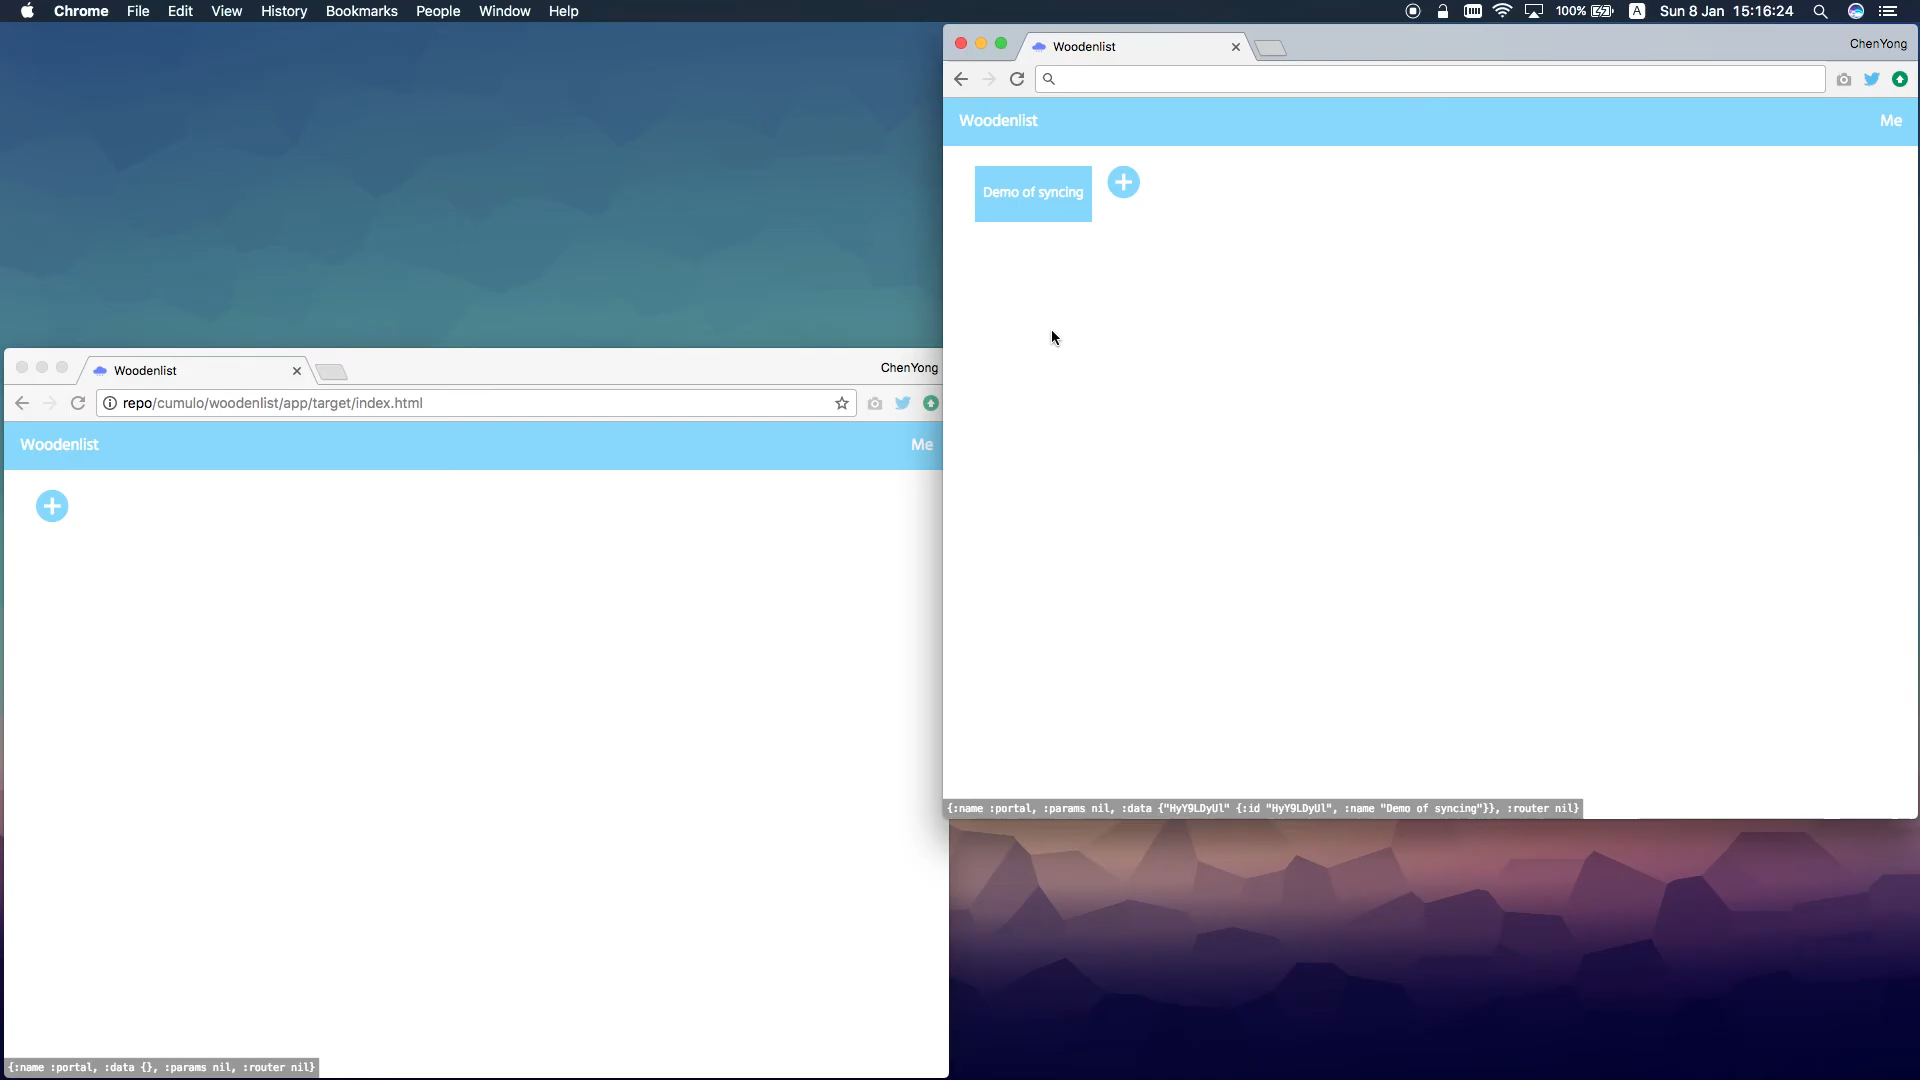 Chrome File Edit View History Bookmarks People Window Help
100% A Sun 8 Jan 15:16:24
Woodenlist
ChenYong
Woodenlist Me
Demo of syncing
{:name :portal, :params nil, :data {"HyY9LDyUl" {:id "HyY9LDyUl", :name "Demo of syncing"}}, :router nil}
Woodenlist
ChenYong
repo/cumulo/woodenlist/app/target/index.html
Woodenlist Me
{:name :portal, :data {}, :params nil, :router nil}